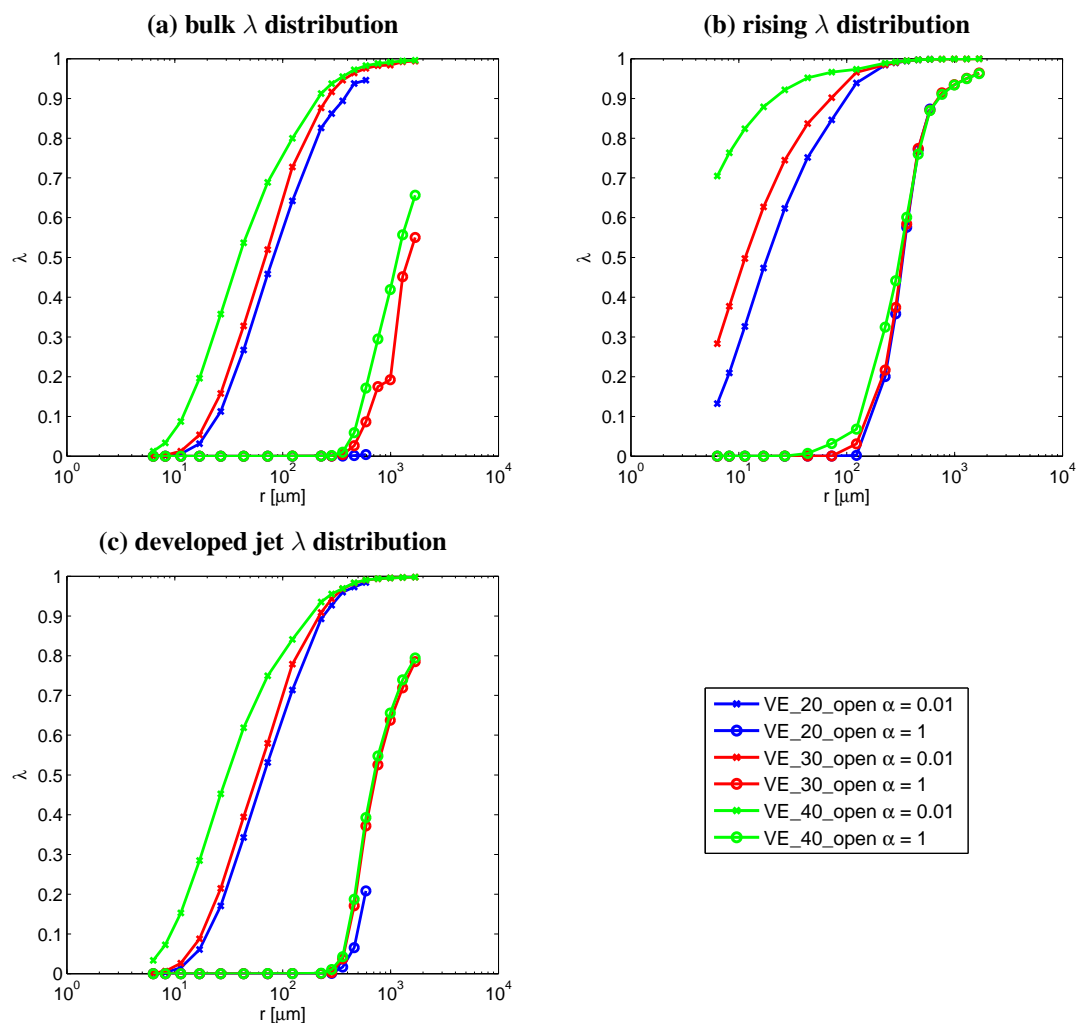 (a) bulk λ distribution
1
0.9
0.8
0.7
0.6
0.5
0.4
0.3
0.2
0.1
0
λ
10^0 10^1 10^2 10^3 10^4
r [μm]
(b) rising λ distribution
1
0.9
0.8
0.7
0.6
0.5
0.4
0.3
0.2
0.1
0
λ
10^0 10^1 10^2 10^3 10^4
r [μm]
(c) developed jet λ distribution
1
0.9
0.8
0.7
0.6
0.5
0.4
0.3
0.2
0.1
0
λ
10^0 10^1 10^2 10^3 10^4
r [μm]
VE_20_open α = 0.01
VE_20_open α = 1
VE_30_open α = 0.01
VE_30_open α = 1
VE_40_open α = 0.01
VE_40_open α = 1